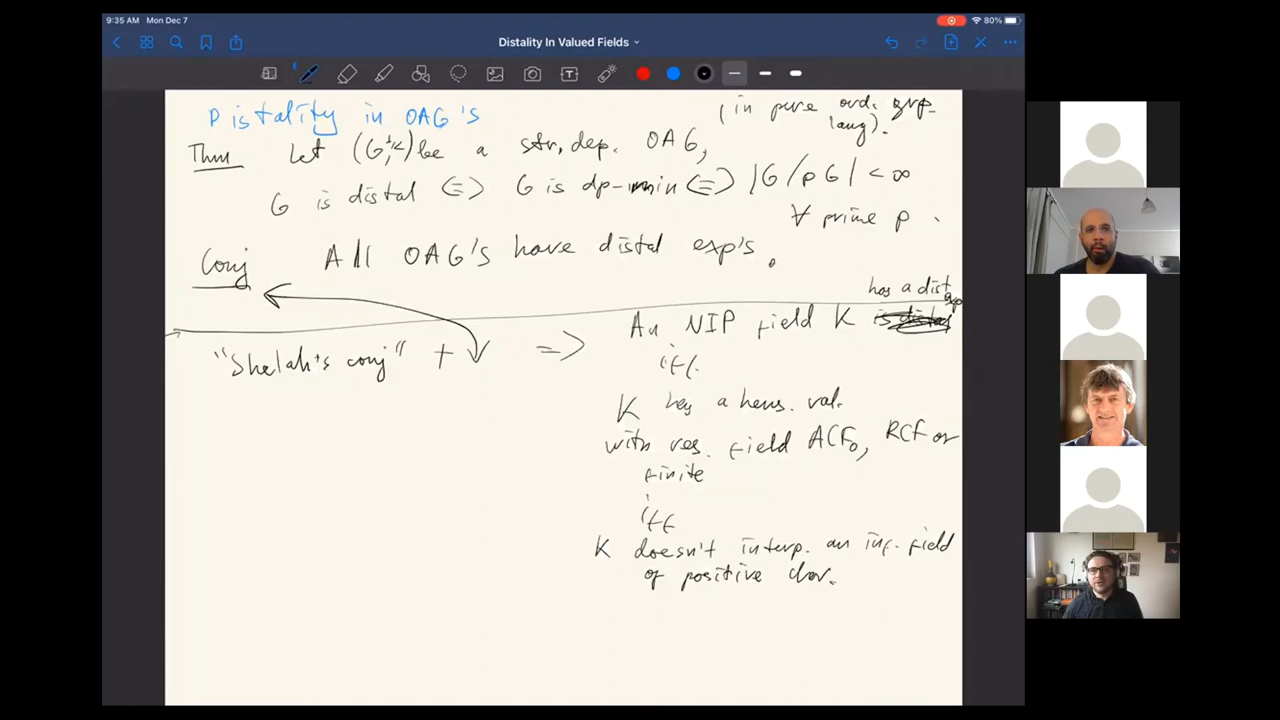 9:35 AM Mon Dec 7
80%
Distality In Valued Fields
Distality in OAG's
(in pure ord. grp. lang).
Thm Let (G,+,<) be a str. dep. OAG,
G is distal <=> G is dp-min <=> |G/pG| < ∞
∀ prime p.
Conj All OAG's have distal exp's.
has a dist exp
An NIP field K
"Shelah's conj" + =>
iff.
K has a hens. val.
with res. field ACF₀, RCF or
finite
iff
K doesn't interp. an inf. field
of positive char.